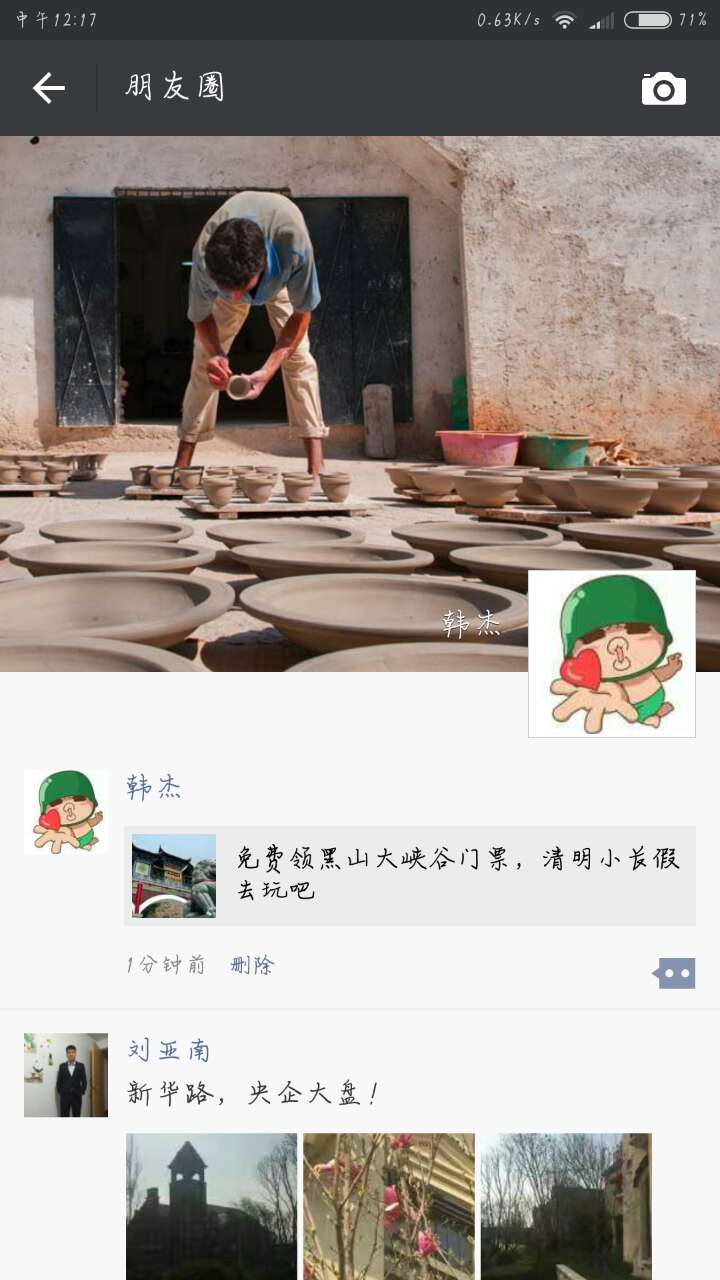 中午12:17
0.63K/s
71%
朋友圈
韩杰
韩杰
免费领黑山大峡谷门票，清明小长假
去玩吧
1分钟前 删除
刘亚南
新华路，央企大盘！